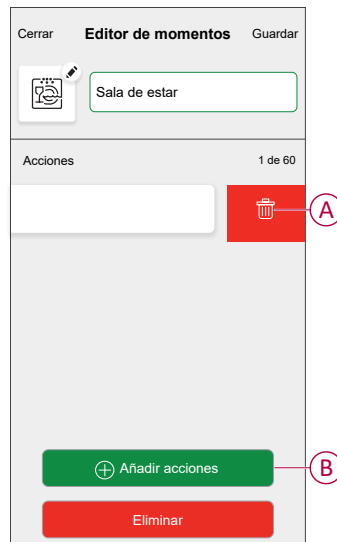 Cerrar Editor de momentos Guardar
Sala de estar
Acciones 1 de 60
A
Añadir acciones
B
Eliminar